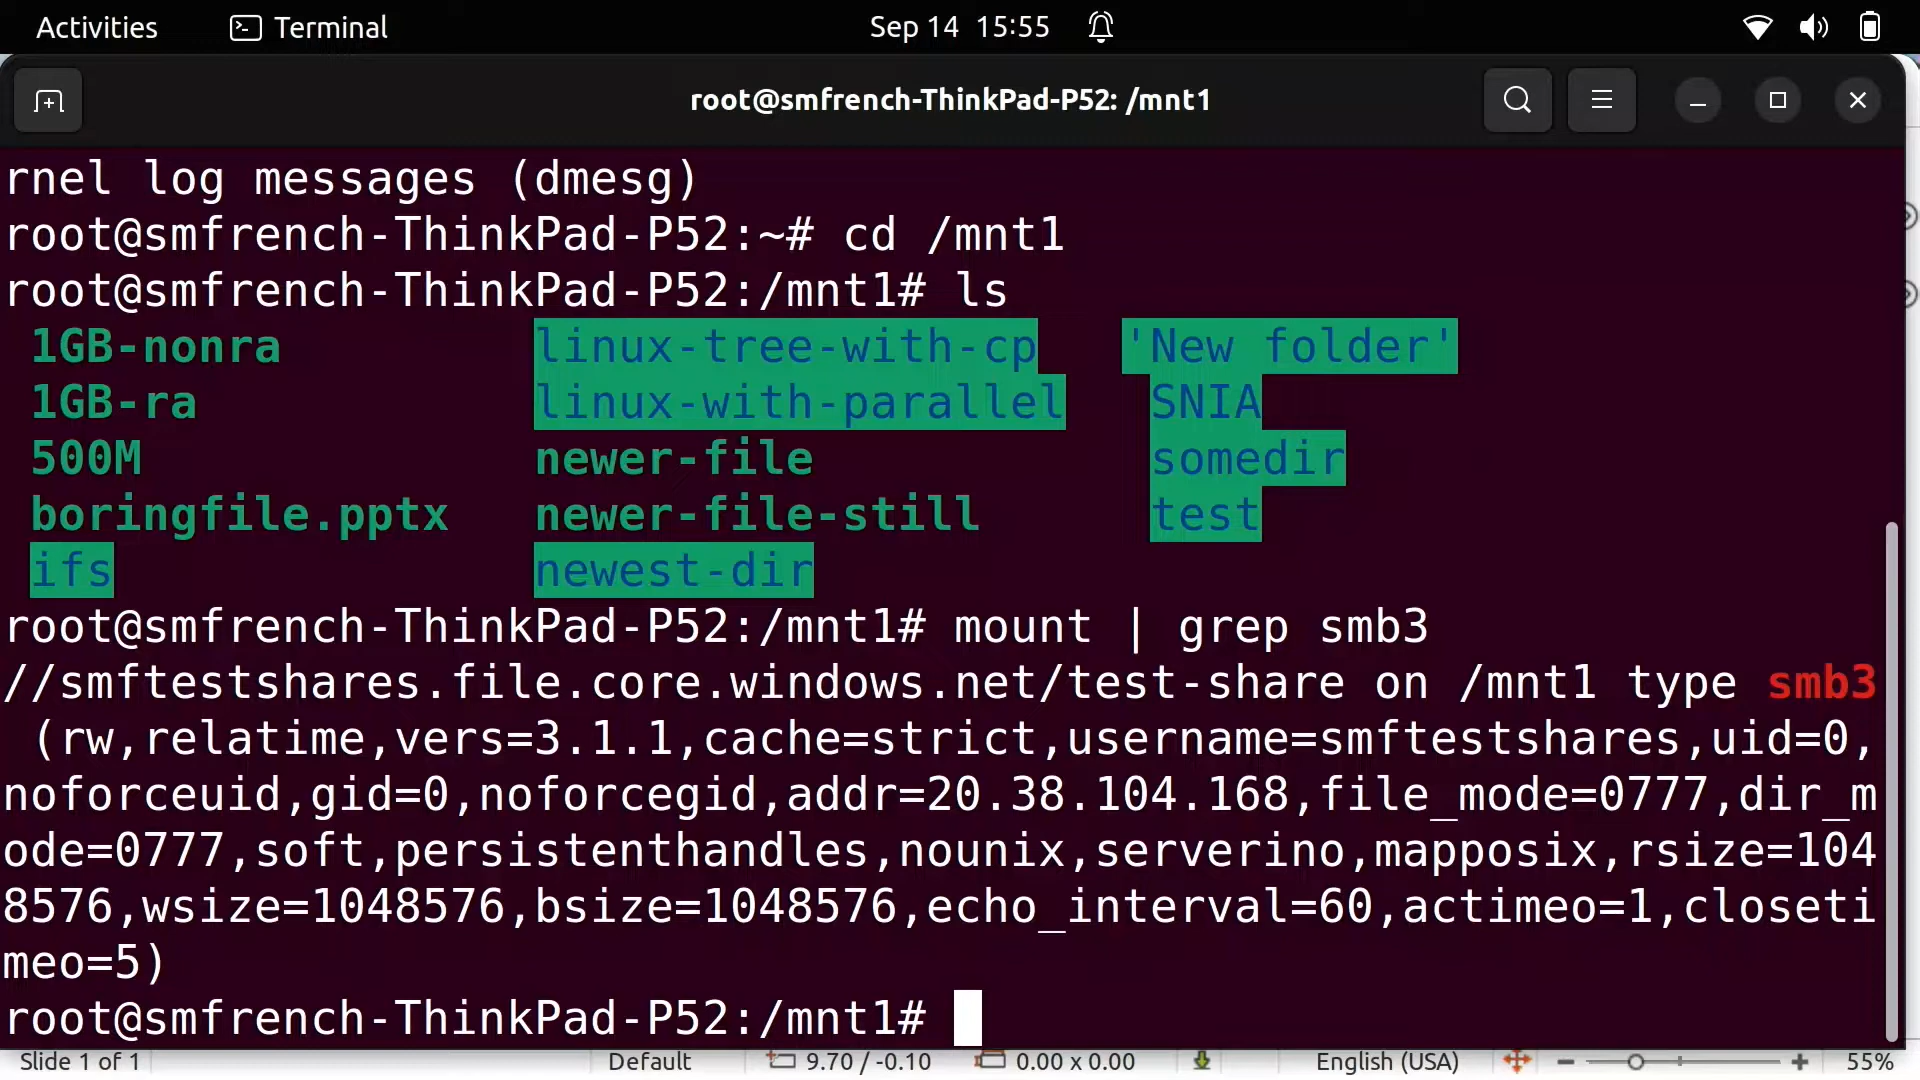 Activities Terminal Sep 14 15:55
root@smfrench-ThinkPad-P52: /mnt1
rnel log messages (dmesg)
root@smfrench-ThinkPad-P52:~# cd /mnt1
root@smfrench-ThinkPad-P52:/mnt1# ls
1GB-nonra linux-tree-with-cp 'New folder'
1GB-ra linux-with-parallel SNIA
500M newer-file somedir
boringfile.pptx newer-file-still test
ifs newest-dir
root@smfrench-ThinkPad-P52:/mnt1# mount | grep smb3
//smftestshares.file.core.windows.net/test-share on /mnt1 type smb3
(rw,relatime,vers=3.1.1,cache=strict,username=smftestshares,uid=0,
noforceuid,gid=0,noforcegid,addr=20.38.104.168,file_mode=0777,dir_m
ode=0777,soft,persistenthandles,nounix,serverino,mapposix,rsize=104
8576,wsize=1048576,bsize=1048576,echo_interval=60,actimeo=1,closeti
meo=5)
root@smfrench-ThinkPad-P52:/mnt1#
Slide 1 of 1 Default 9.70 / -0.10 0.00 x 0.00 English (USA) 55%